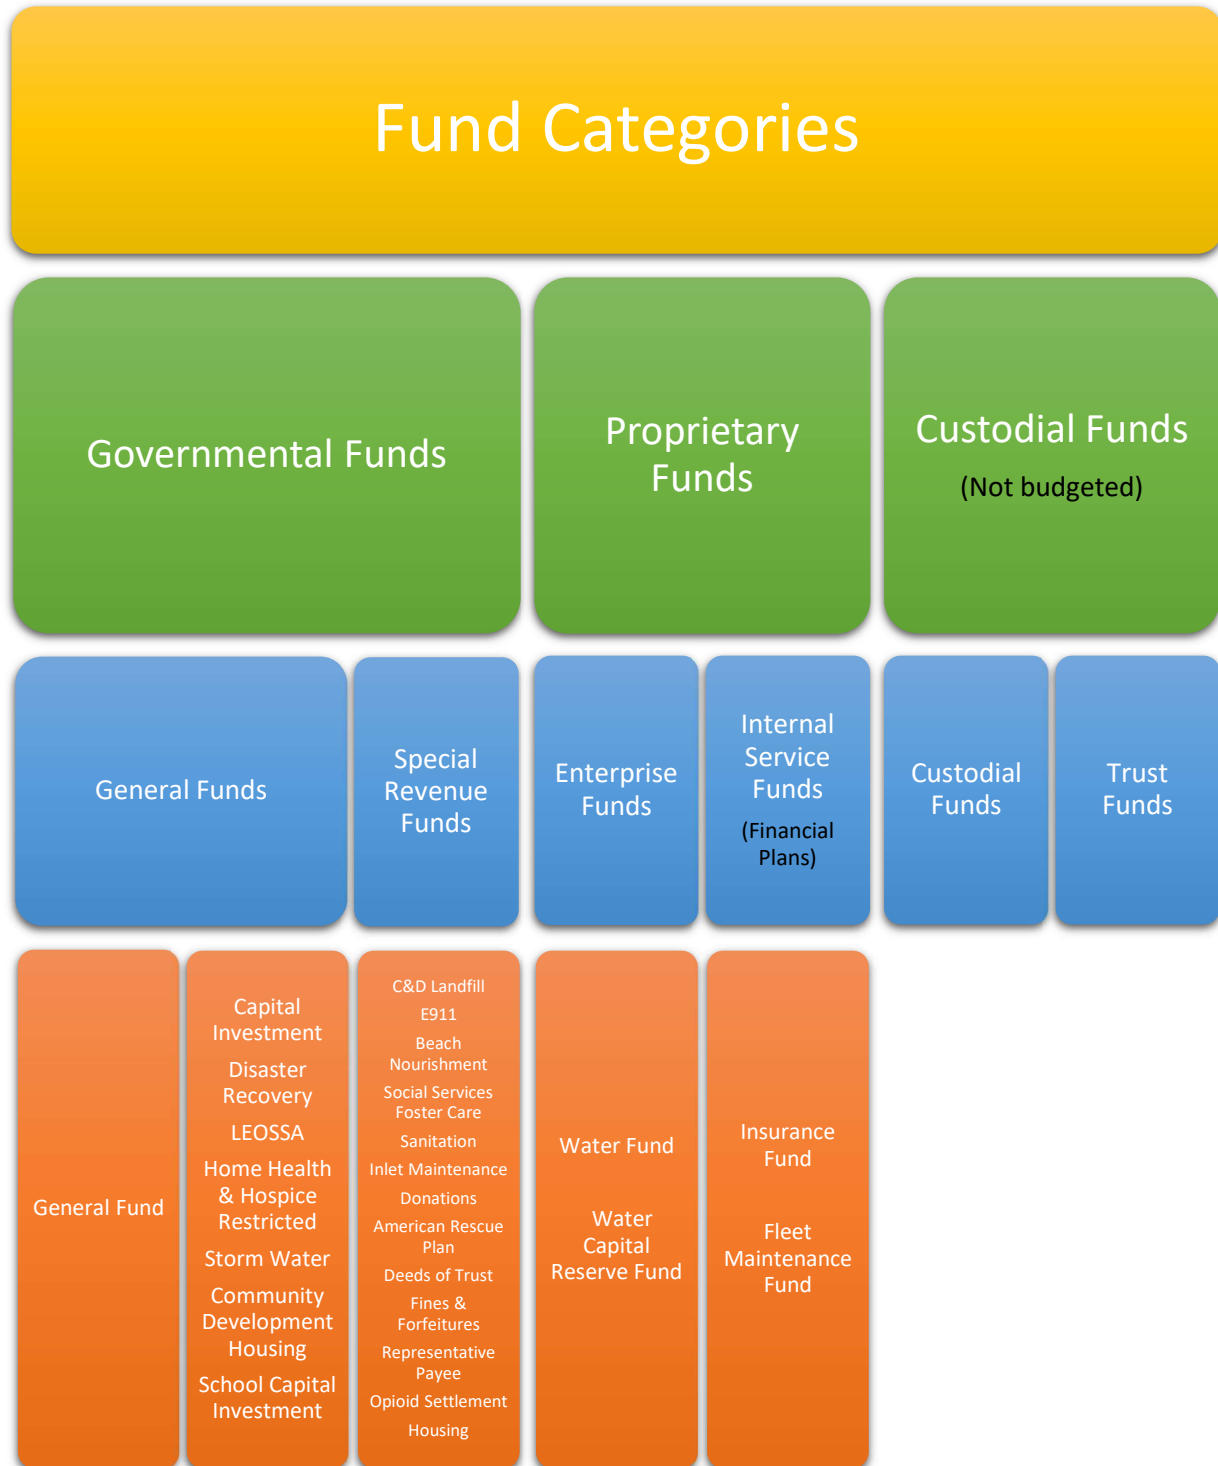 Fund Categories
Governmental Funds
Proprietary
Funds
Custodial Funds
(Not budgeted)
General Funds
Special
Revenue
Funds
Enterprise
Funds
Internal
Service
Funds
(Financial
Plans)
Custodial
Funds
Trust
Funds
General Fund
Capital
Investment
Disaster
Recovery
LEOSSA
Home Health
& Hospice
Restricted
Storm Water
Community
Development
Housing
School Capital
Investment
C&D Landfill
E911
Beach
Nourishment
Social Services
Foster Care
Sanitation
Inlet Maintenance
Donations
American Rescue
Plan
Deeds of Trust
Fines &
Forfeitures
Representative
Payee
Opioid Settlement
Housing
Water Fund
Water
Capital
Reserve Fund
Insurance
Fund
Fleet
Maintenance
Fund